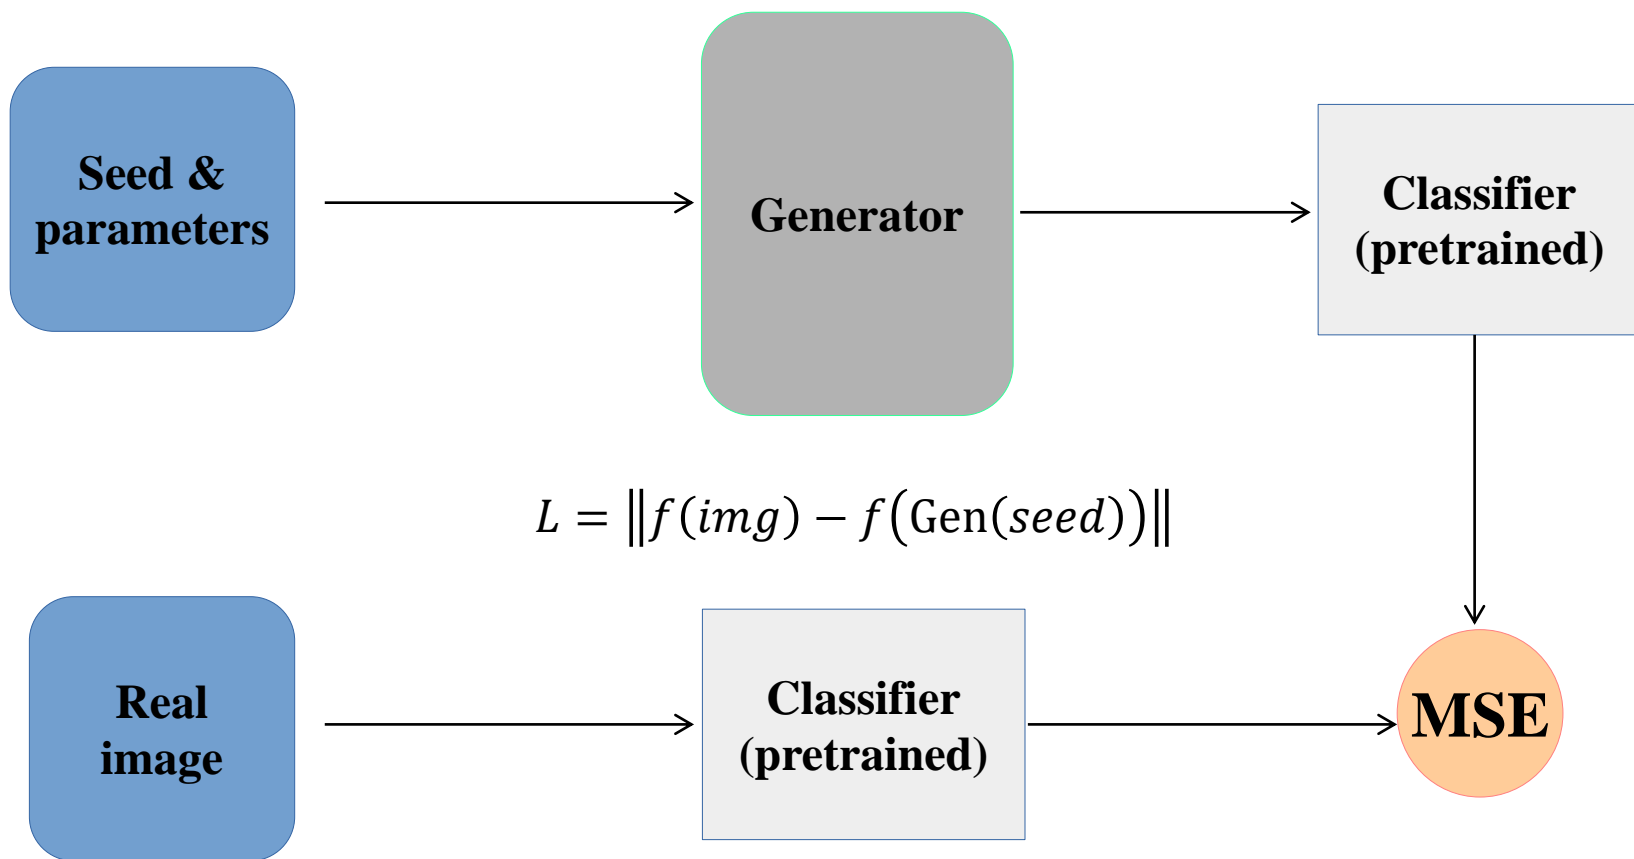 Seed &
parameters
Generator
Classifier
(pretrained)
L = ‖f(img) − f(Gen(seed))‖
Real
image
Classifier
(pretrained)
MSE